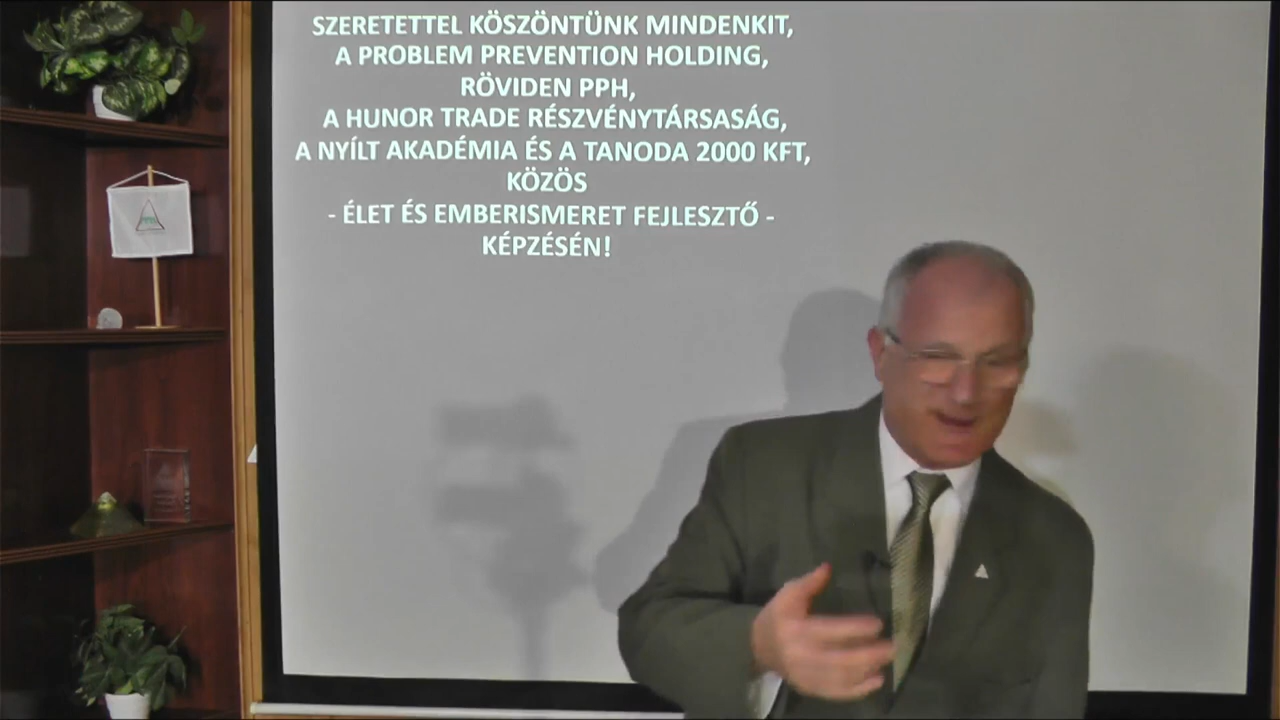 SZERETETTEL KÖSZÖNTÜNK MINDENKIT,
A PROBLEM PREVENTION HOLDING,
RÖVIDEN PPH,
A HUNOR TRADE RÉSZVÉNYTÁRSASÁG,
A NYÍLT AKADÉMIA ÉS A TANODA 2000 KFT,
KÖZÖS
- ÉLET ÉS EMBERISMERET FEJLESZTŐ -
KÉPZÉSÉN!